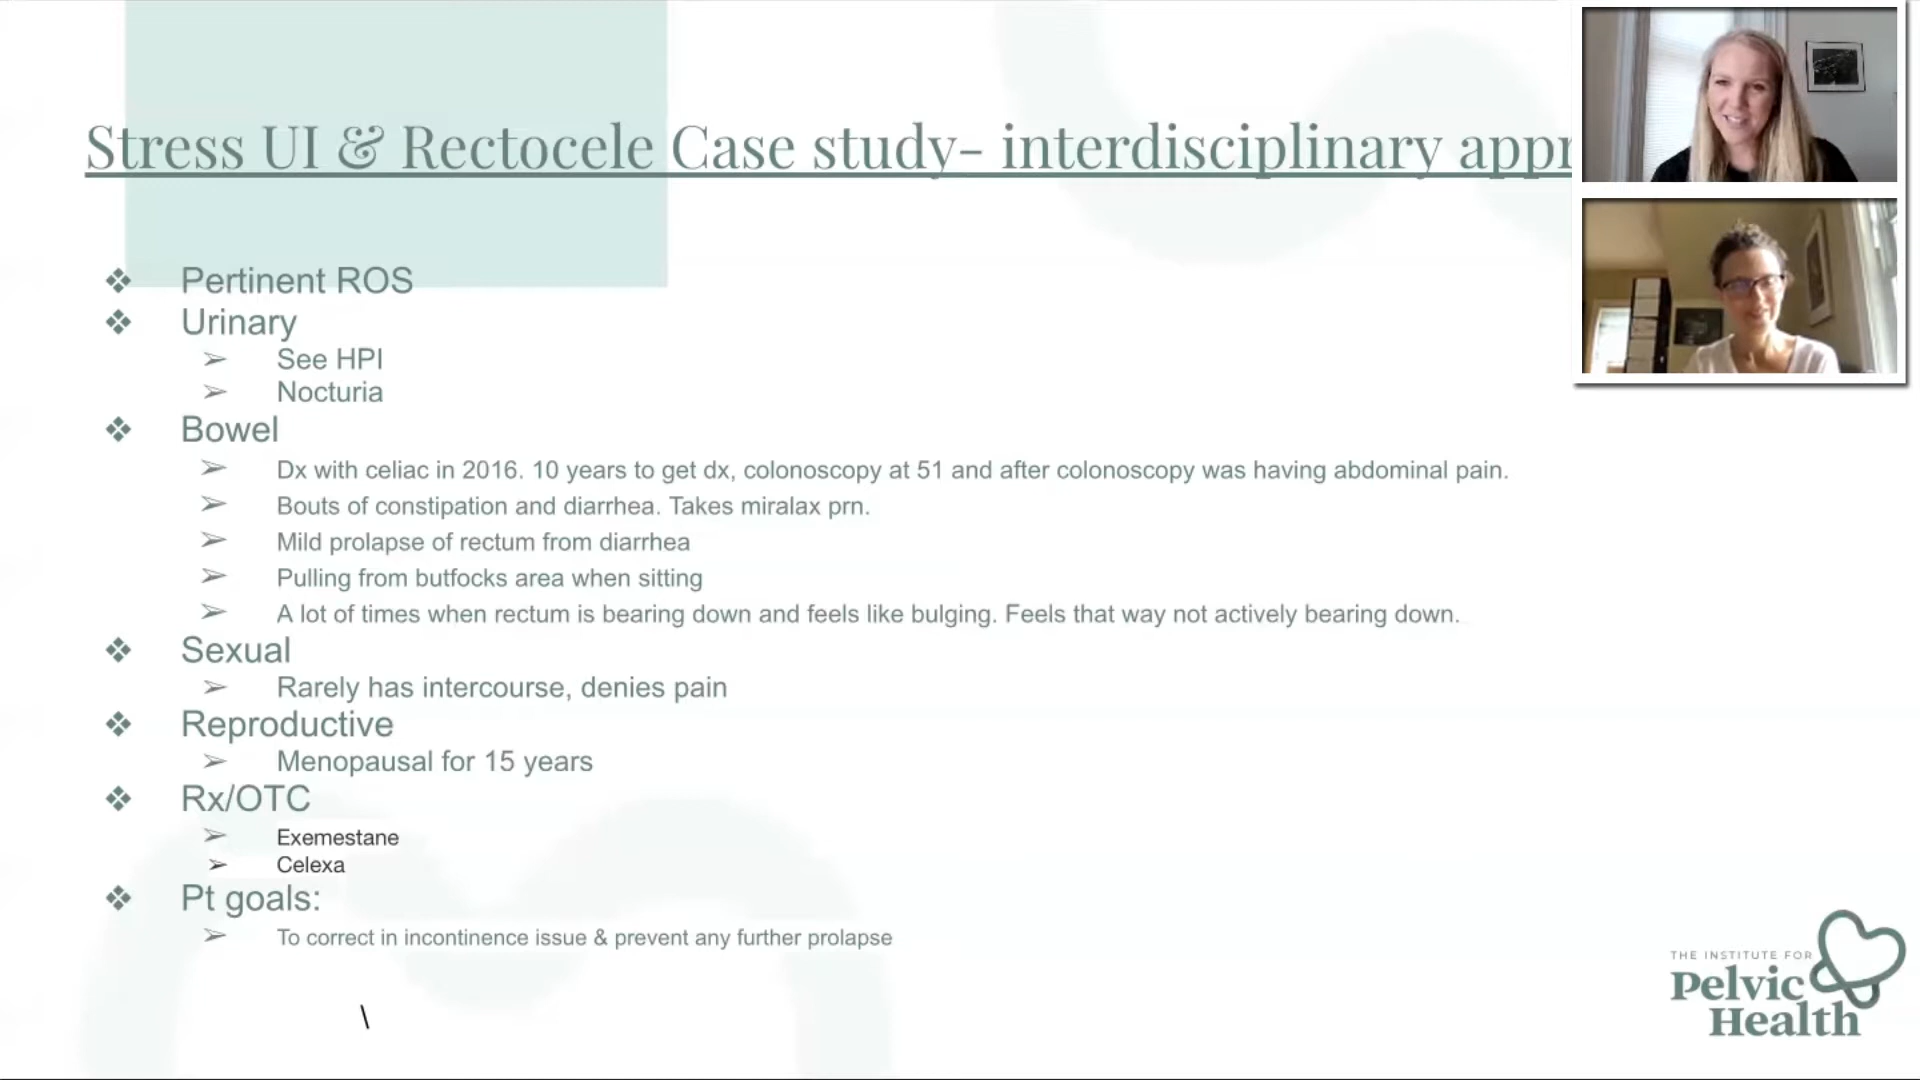 Stress UI & Rectocele Case study- interdisciplinary appr
Pertinent ROS
Urinary
See HPI
Nocturia
Bowel
Dx with celiac in 2016. 10 years to get dx, colonoscopy at 51 and after colonoscopy was having abdominal pain.
Bouts of constipation and diarrhea. Takes miralax prn.
Mild prolapse of rectum from diarrhea
Pulling from butfocks area when sitting
A lot of times when rectum is bearing down and feels like bulging. Feels that way not actively bearing down.
Sexual
Rarely has intercourse, denies pain
Reproductive
Menopausal for 15 years
Rx/OTC
Exemestane
Celexa
Pt goals:
To correct in incontinence issue & prevent any further prolapse
\
THE INSTITUTE FOR
Pelvic
Health